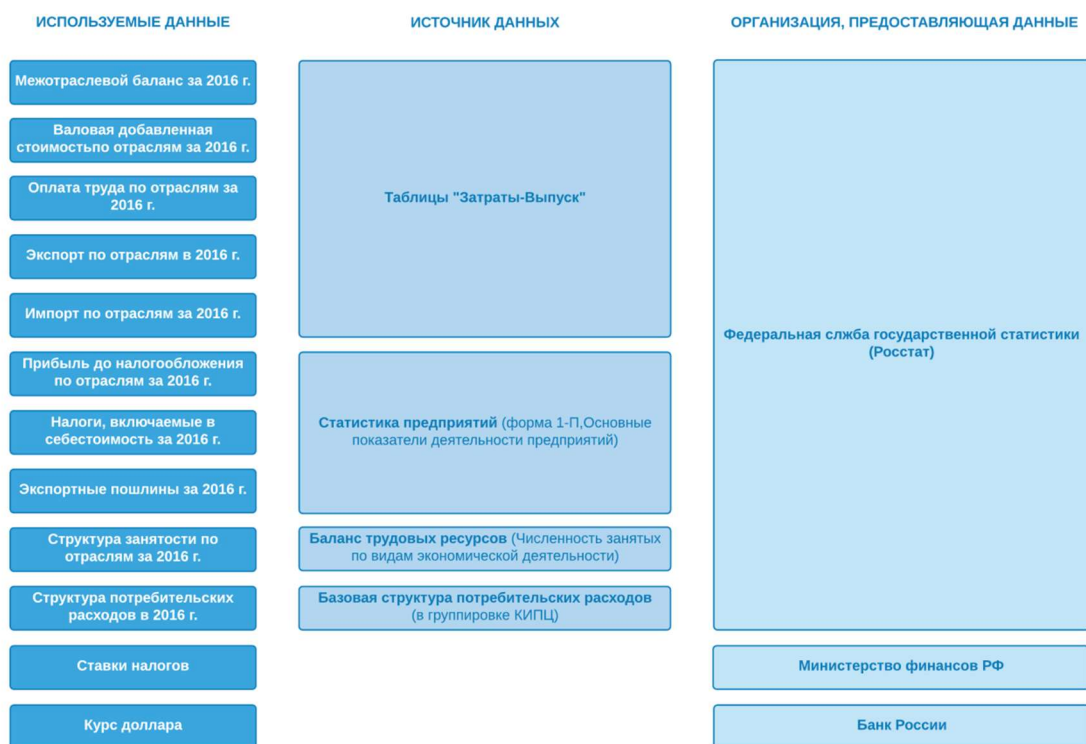 ИСПОЛЬЗУЕМЫЕ ДАННЫЕ
ИСТОЧНИК ДАННЫХ
ОРГАНИЗАЦИЯ, ПРЕДОСТАВЛЯЮЩАЯ ДАННЫЕ
Межотраслевой баланс за 2016 г.
Валовая добавленная
стоимостьпо отраслям за 2016 г.
Оплата труда по отраслям за
2016 г.
Экспорт по отраслям в 2016 г.
Импорт по отраслям за 2016 г.
Прибыль до налогообложения
по отраслям за 2016 г.
Налоги, включаемые в
себестоимость за 2016 г.
Экспортные пошлины за 2016 г.
Структура занятости по
отраслям за 2016 г.
Структура потребительских
расходов в 2016 г.
Ставки налогов
Курс доллара
Таблицы "Затраты-Выпуск"
Статистика предприятий (форма 1-П,Основные
показатели деятельности предприятий)
Баланс трудовых ресурсов (Численность занятых
по видам экономической деятельности)
Базовая структура потребительских расходов
(в группировке КИПЦ)
Федеральная слжба государственной статистики
(Росстат)
Министерство финансов РФ
Банк России